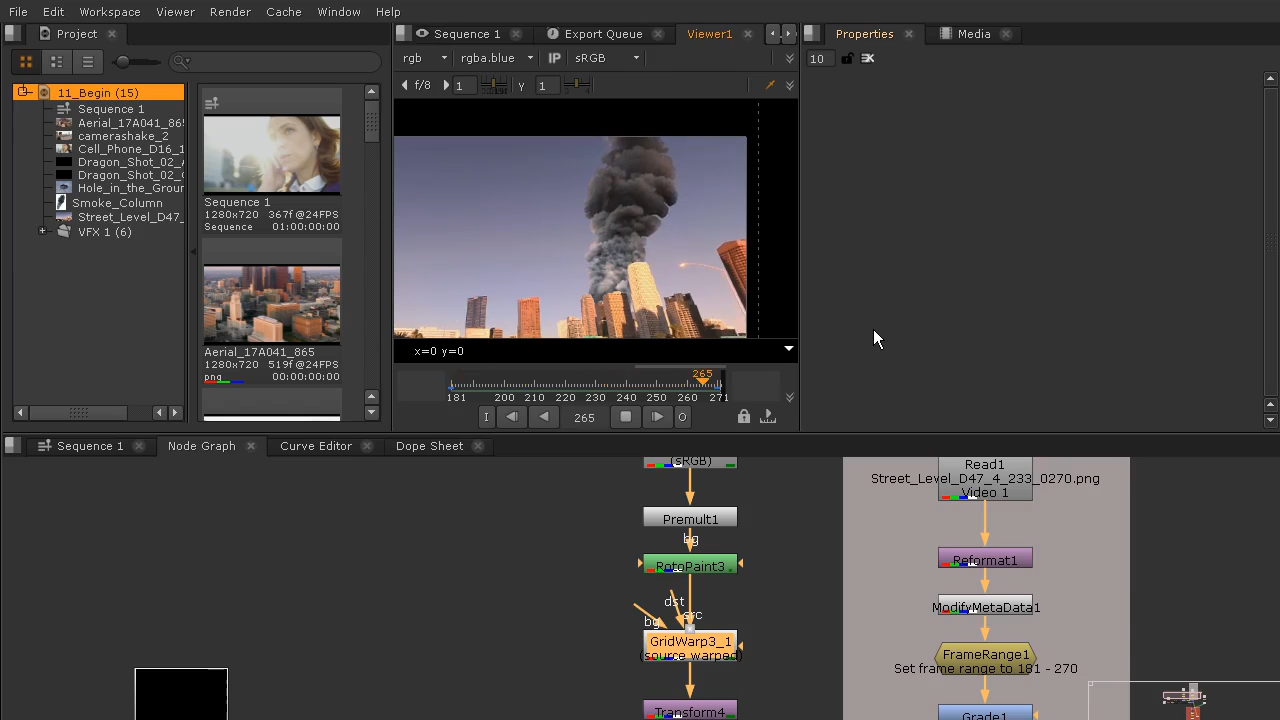 File Edit Workspace Viewer Render Cache Window Help
Project
Sequence 1 Export Queue Viewer1
Properties Media
rgb rgba.blue IP sRGB
10
f/8 1 y 1
11_Begin (15)
Sequence 1
Aerial_17A041_865
camerashake_2
Cell_Phone_D16_1
Dragon_Shot_02_
Dragon_Shot_02_
Hole_in_the_Groun
Smoke_Column
Street_Level_D47_
VFX 1 (6)
Sequence 1
1280x720 367f@24FPS
Sequence 01:00:00:00
Aerial_17A041_865
1280x720 519f@24FPS
png 00:00:00:00
x=0 y=0
265
181 200 210 220 230 240 250 260 271
I 265 O
Sequence 1 Node Graph Curve Editor Dope Sheet
(sRGB)
Premult1
bg
RotoPaint3
dst
src
bg
GridWarp3_1
(source warped)
Transform4
Read1
Street_Level_D47_4_233_0270.png
Video 1
Reformat1
ModifyMetaData1
FrameRange1
Set frame range to 181 - 270
Grade1